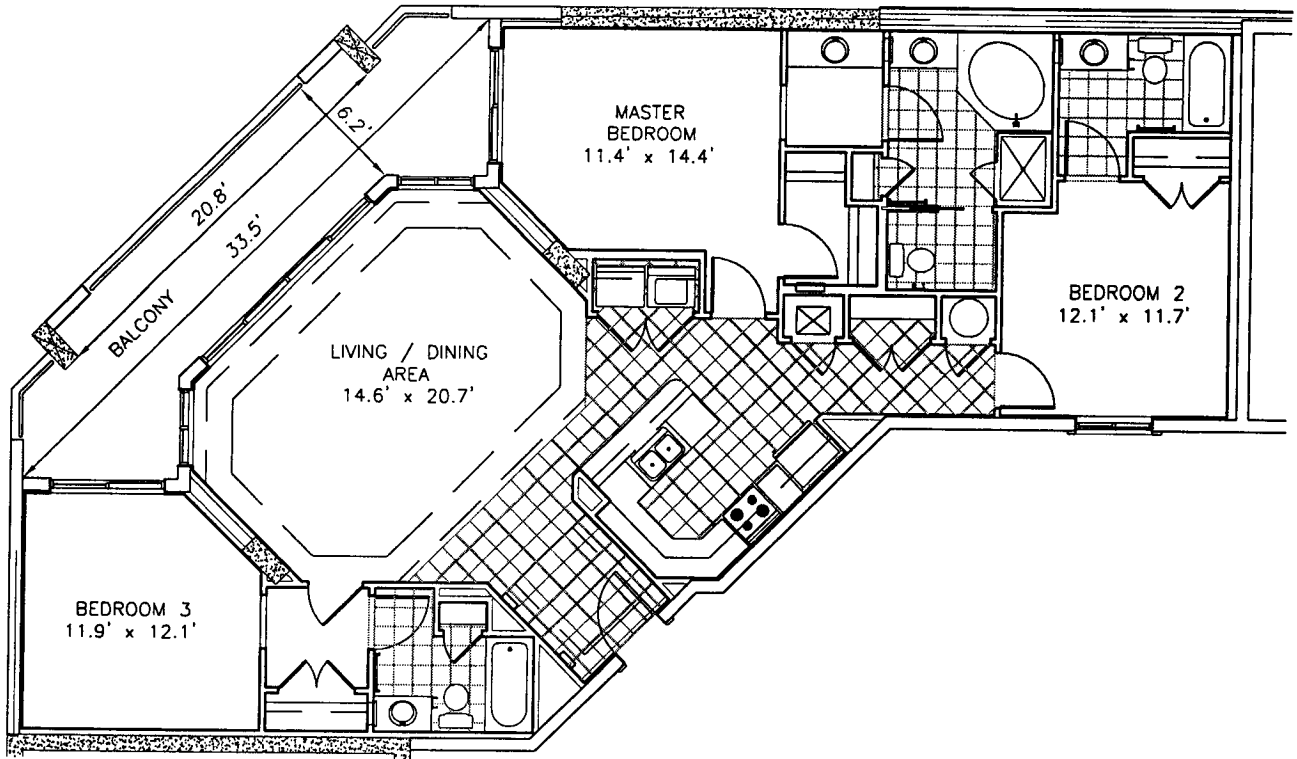 MASTER
BEDROOM
11.4' x 14.4'
6.2'
20.8'
33.5'
BALCONY
LIVING / DINING
AREA
14.6' x 20.7'
BEDROOM 2
12.1' x 11.7'
BEDROOM 3
11.9' x 12.1'